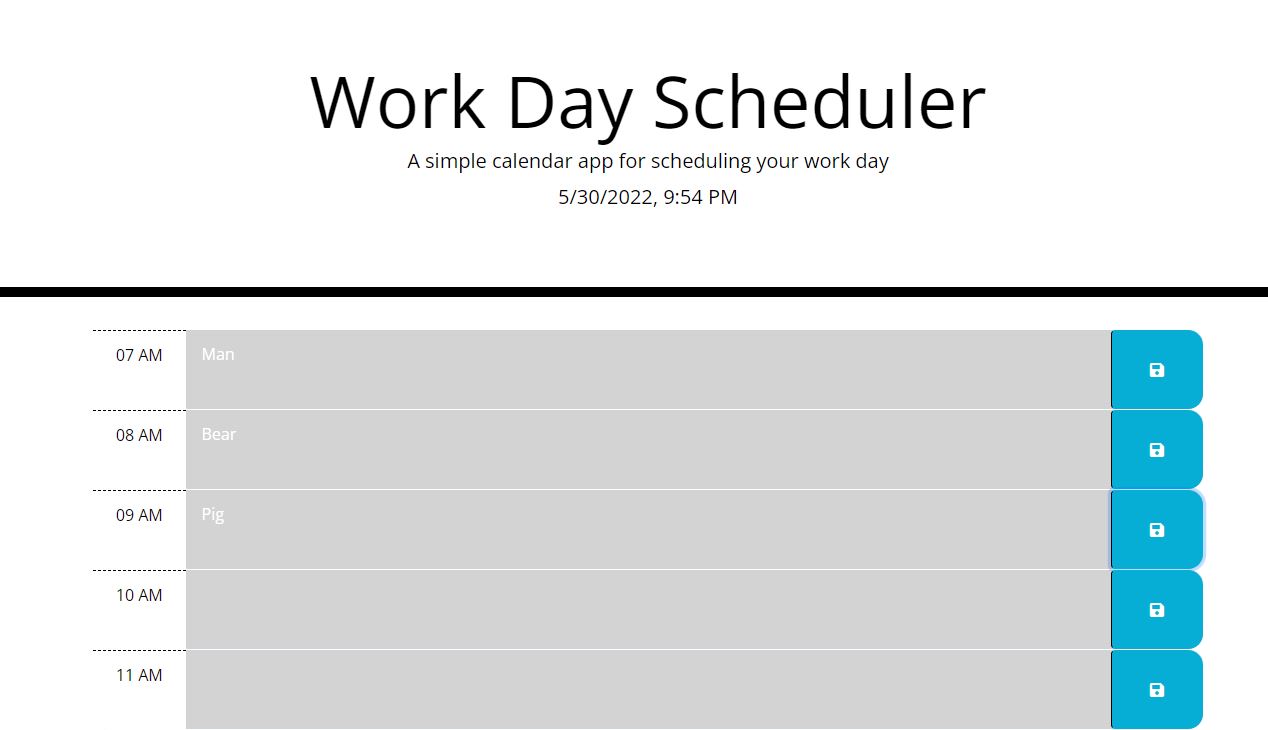 Work Day Scheduler
A simple calendar app for scheduling your work day
5/30/2022, 9:54 PM
07 AM Man
08 AM Bear
09 AM Pig
10 AM
11 AM